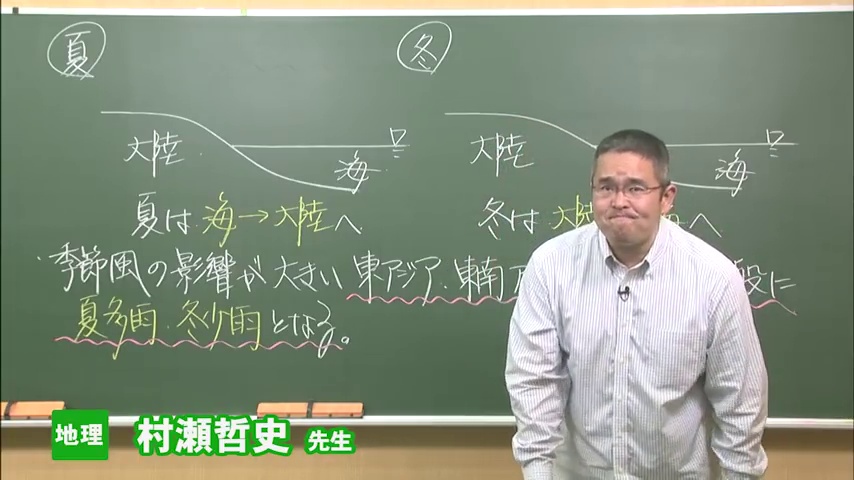 夏
冬
大陸
海
大陸
海
夏は 海→大陸へ
冬は 大陸 へ
季節風の影響が大きい 東アジア・東南ア 般に
夏多雨・冬少雨となる。
地理 村瀬哲史 先生